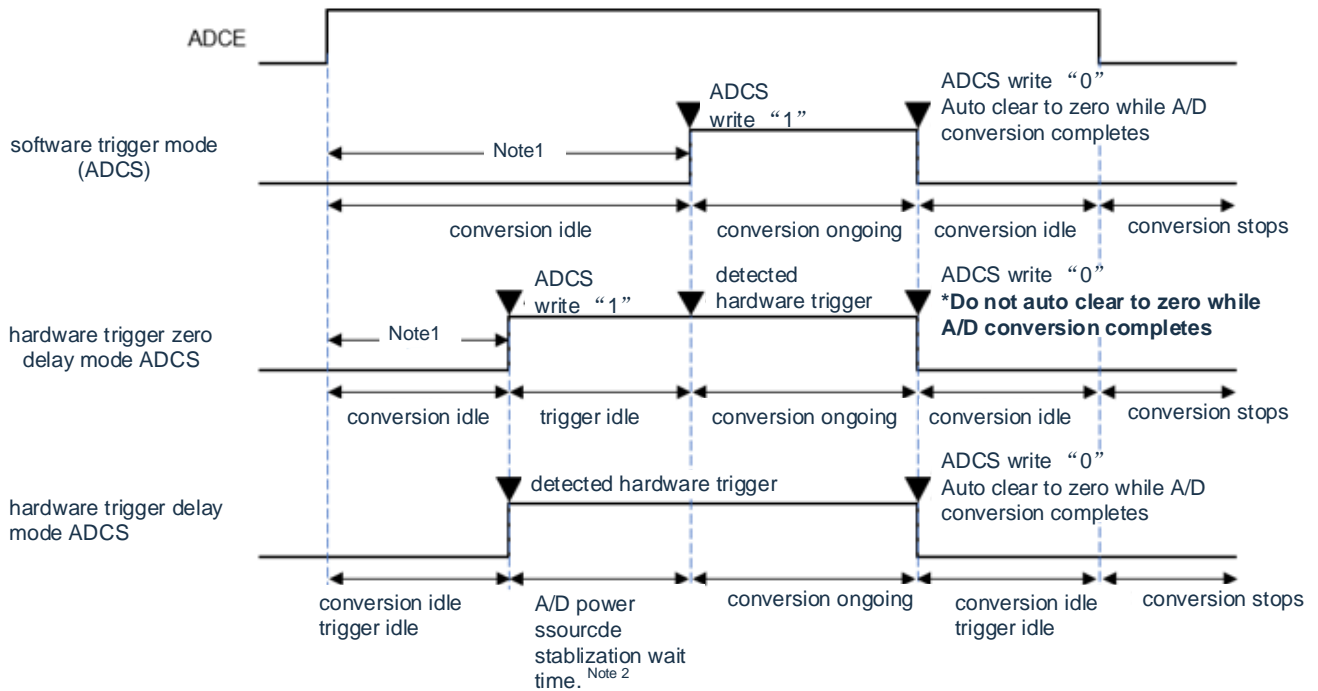 ADCE
ADCS
write “1”
ADCS write “0”
Auto clear to zero while A/D
conversion completes
software trigger mode
(ADCS)
Note1
conversion idle
conversion ongoing
conversion idle
conversion stops
ADCS
write “1”
detected
hardware trigger
ADCS write “0”
*Do not auto clear to zero while
A/D conversion completes
hardware trigger zero
delay mode ADCS
Note1
conversion idle
trigger idle
conversion ongoing
conversion idle
conversion stops
detected hardware trigger
ADCS write “0”
Auto clear to zero while A/D
conversion completes
hardware trigger delay
mode ADCS
conversion idle
trigger idle
A/D power
ssourcde
stablization wait
time. Note 2
conversion ongoing
conversion idle
trigger idle
conversion stops